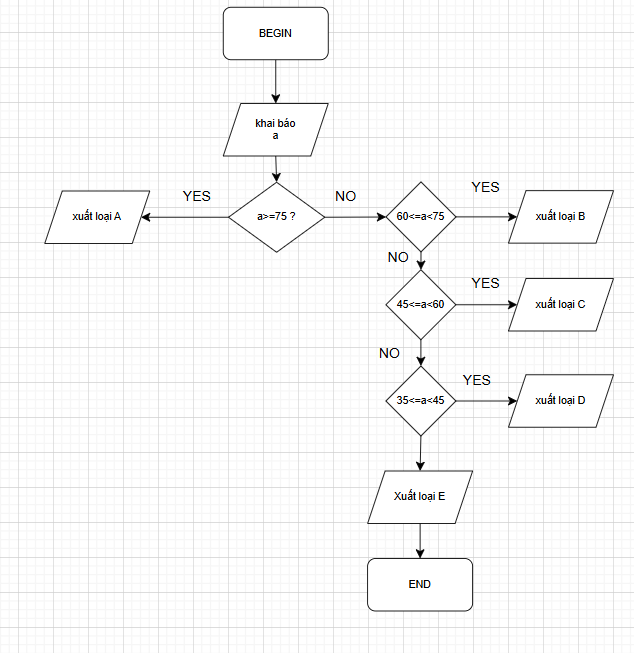 BEGIN
khai báo
a
YES
NO
YES
xuất loại A
a>=75 ?
60<=a<75
xuất loại B
NO
YES
45<=a<60
xuất loại C
NO
YES
35<=a<45
xuất loại D
Xuất loại E
END